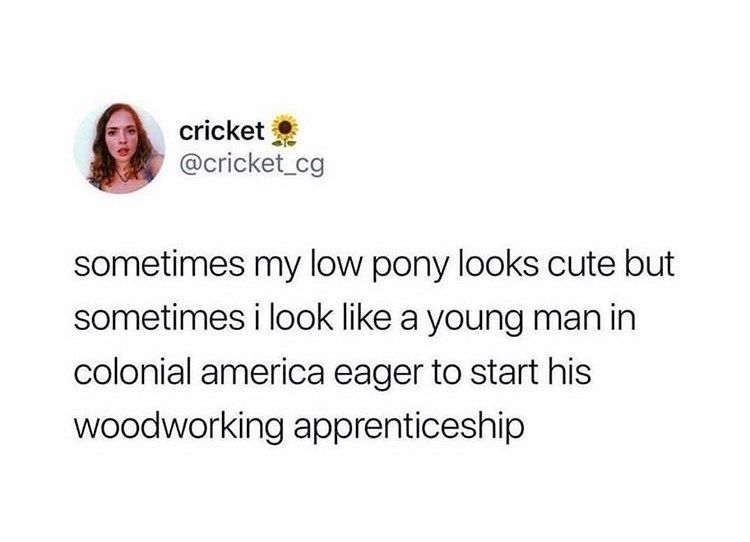 cricket🌻
@cricket_cg
sometimes my low pony looks cute but
sometimes i look like a young man in
colonial america eager to start his
woodworking apprenticeship